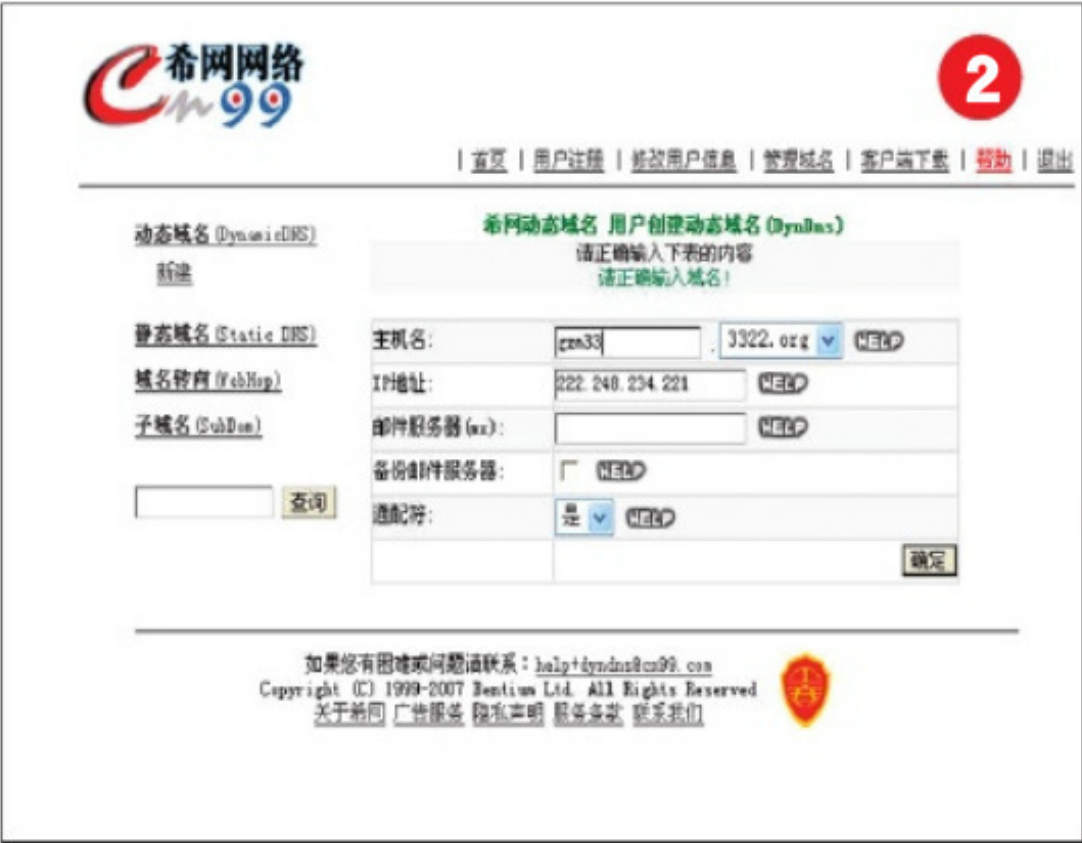 希网网络
cn99
2
| 首页 | 用户注册 | 修改用户信息 | 管理域名 | 客户端下载 | 帮助 | 退出
动态域名(DynamicDNS)
新建
静态域名(Static DNS)
域名转向(WebHop)
子域名(SubDom)
查询
希网动态域名 用户创建动态域名(DynDns)
请正确输入下表的内容
请正确输入域名!
主机名: . 3322.org HELP
IP地址: 222.248.234.221 HELP
邮件服务器(mx): HELP
备份邮件服务器: HELP
通配符: 是 HELP
确定
如果您有困难或问题请联系:help+dyndns@cn99.com
Copyright (C) 1999-2007 Bentium Ltd. All Rights Reserved
关于希网 广告服务 隐私声明 服务条款 联系我们